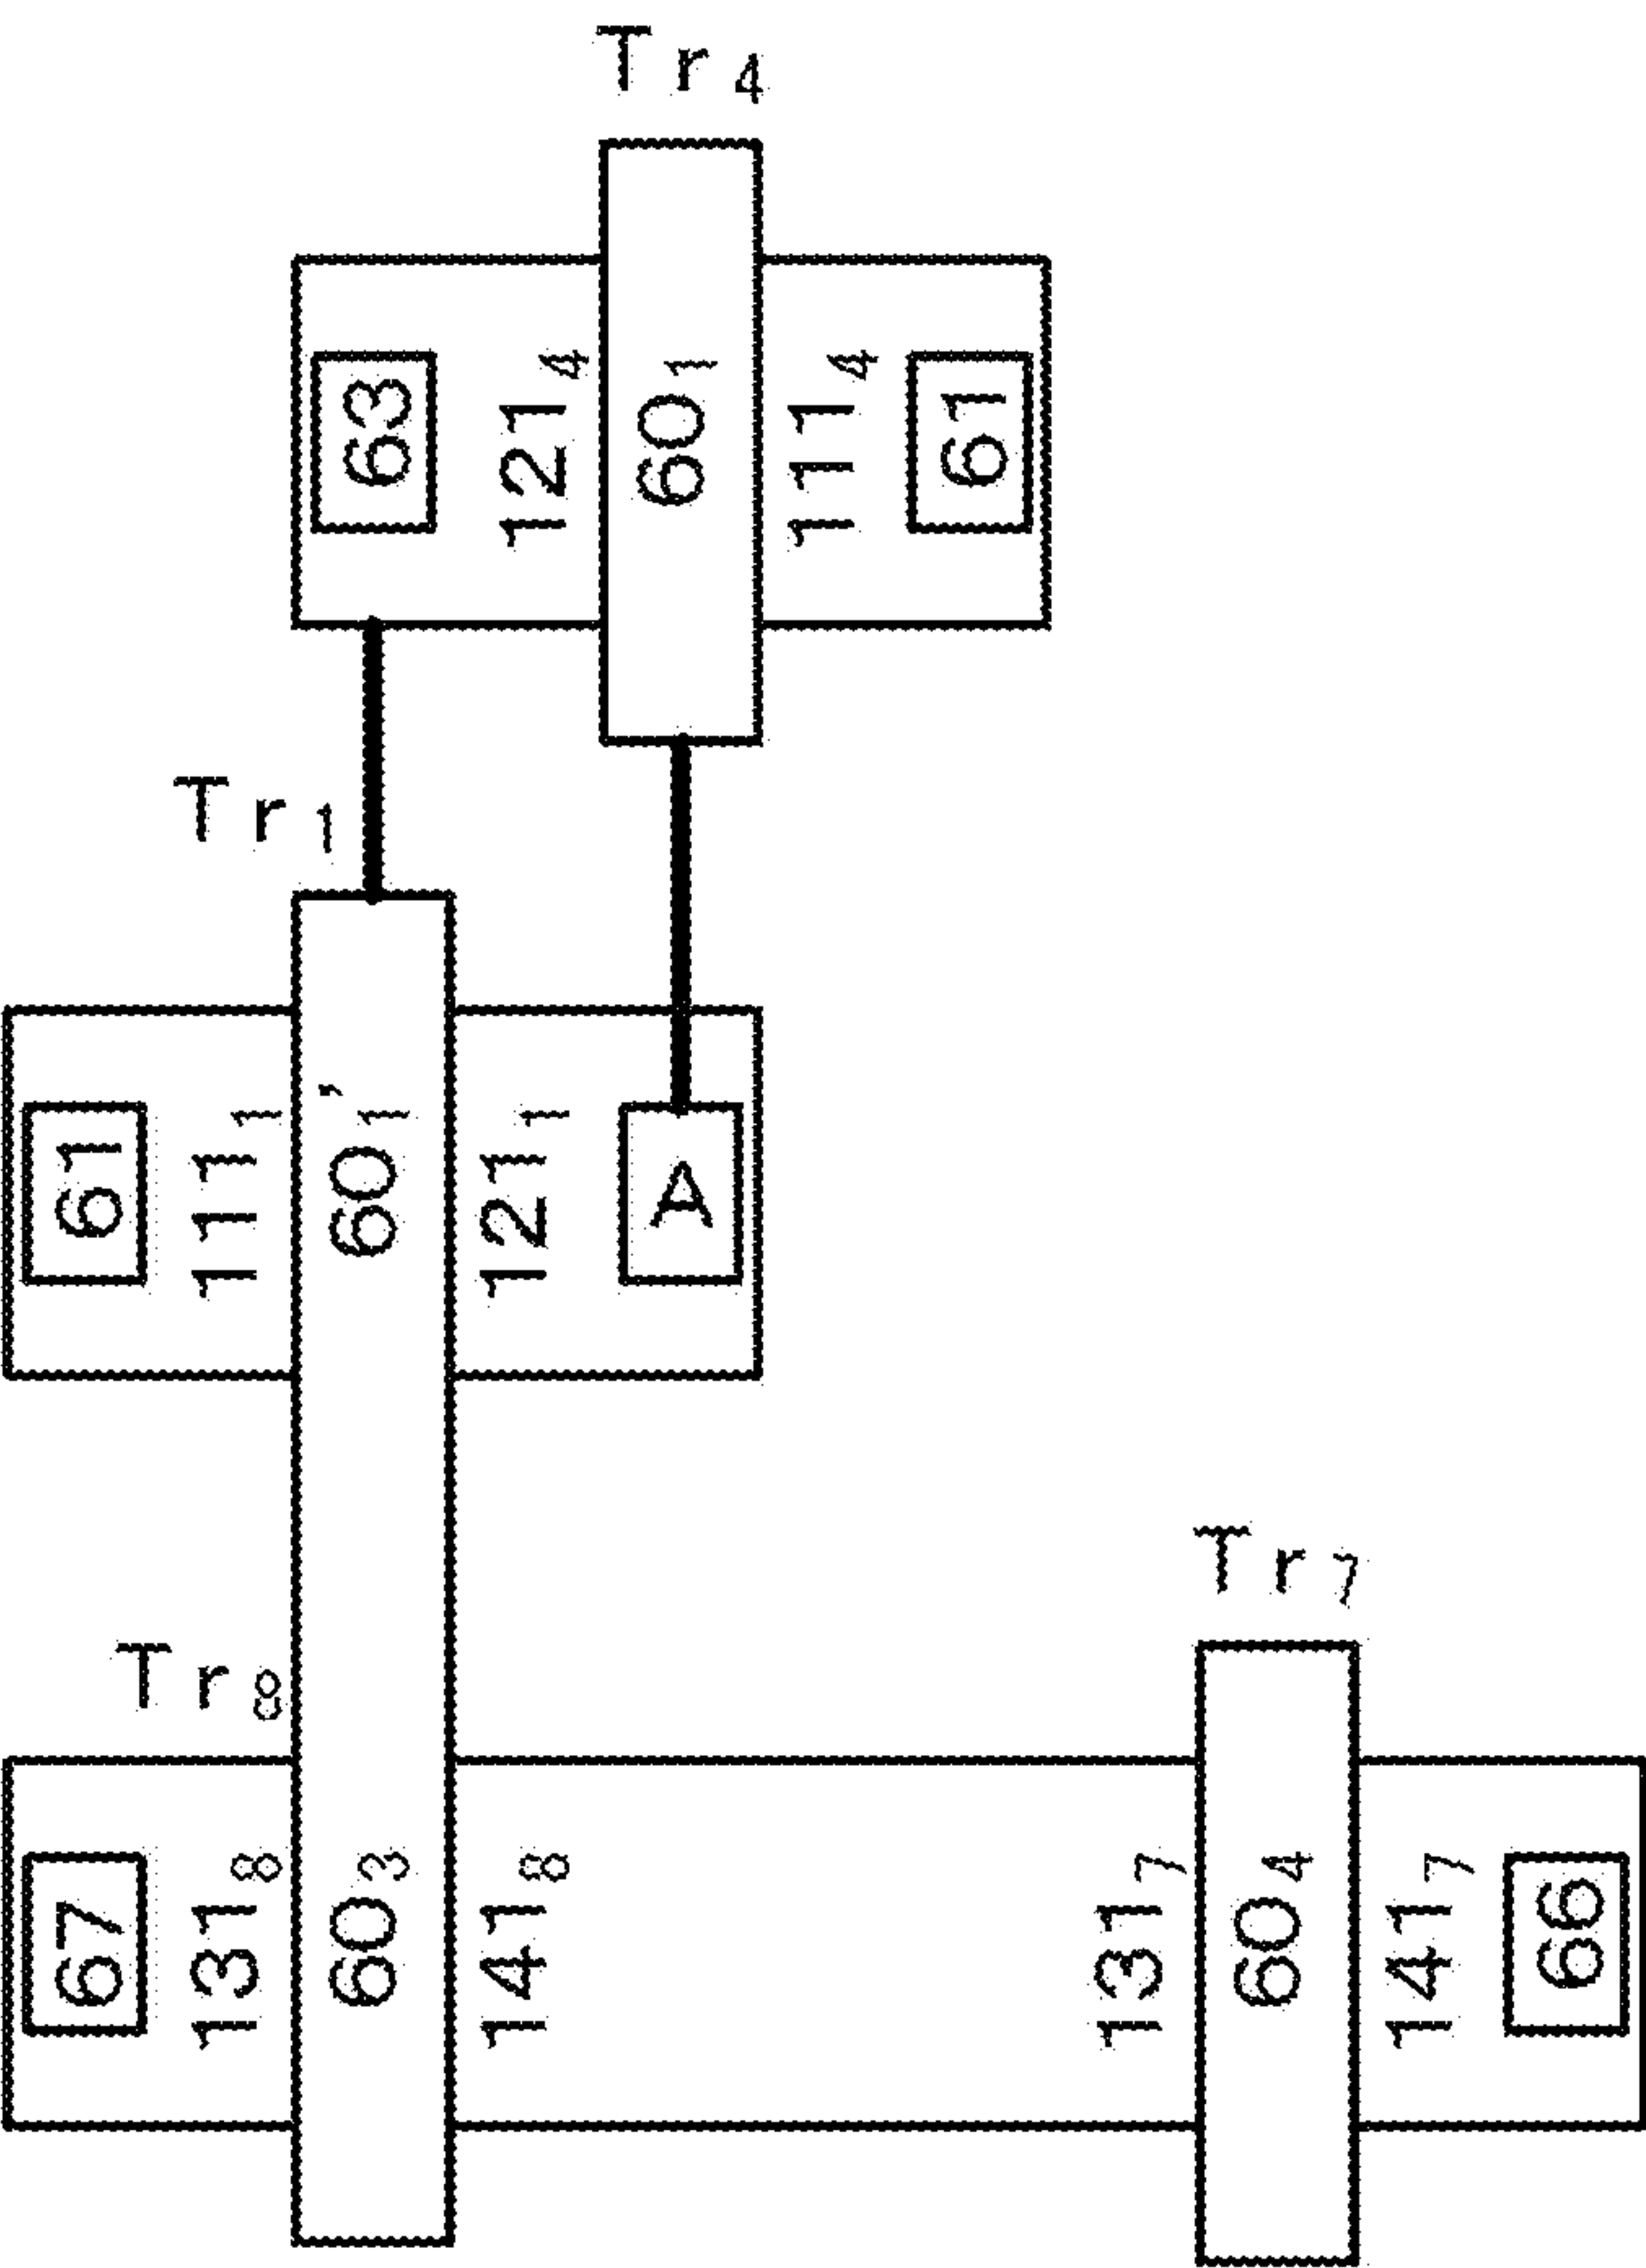 Tr₄
63 121₄ 60₁ 111₄ 61
Tr₁
61 111₁ 60₁' 121₁ A
Tr₇
Tr₈
67 131₈ 60₃ 141₈ 131₇ 60₄ 141₇ 66